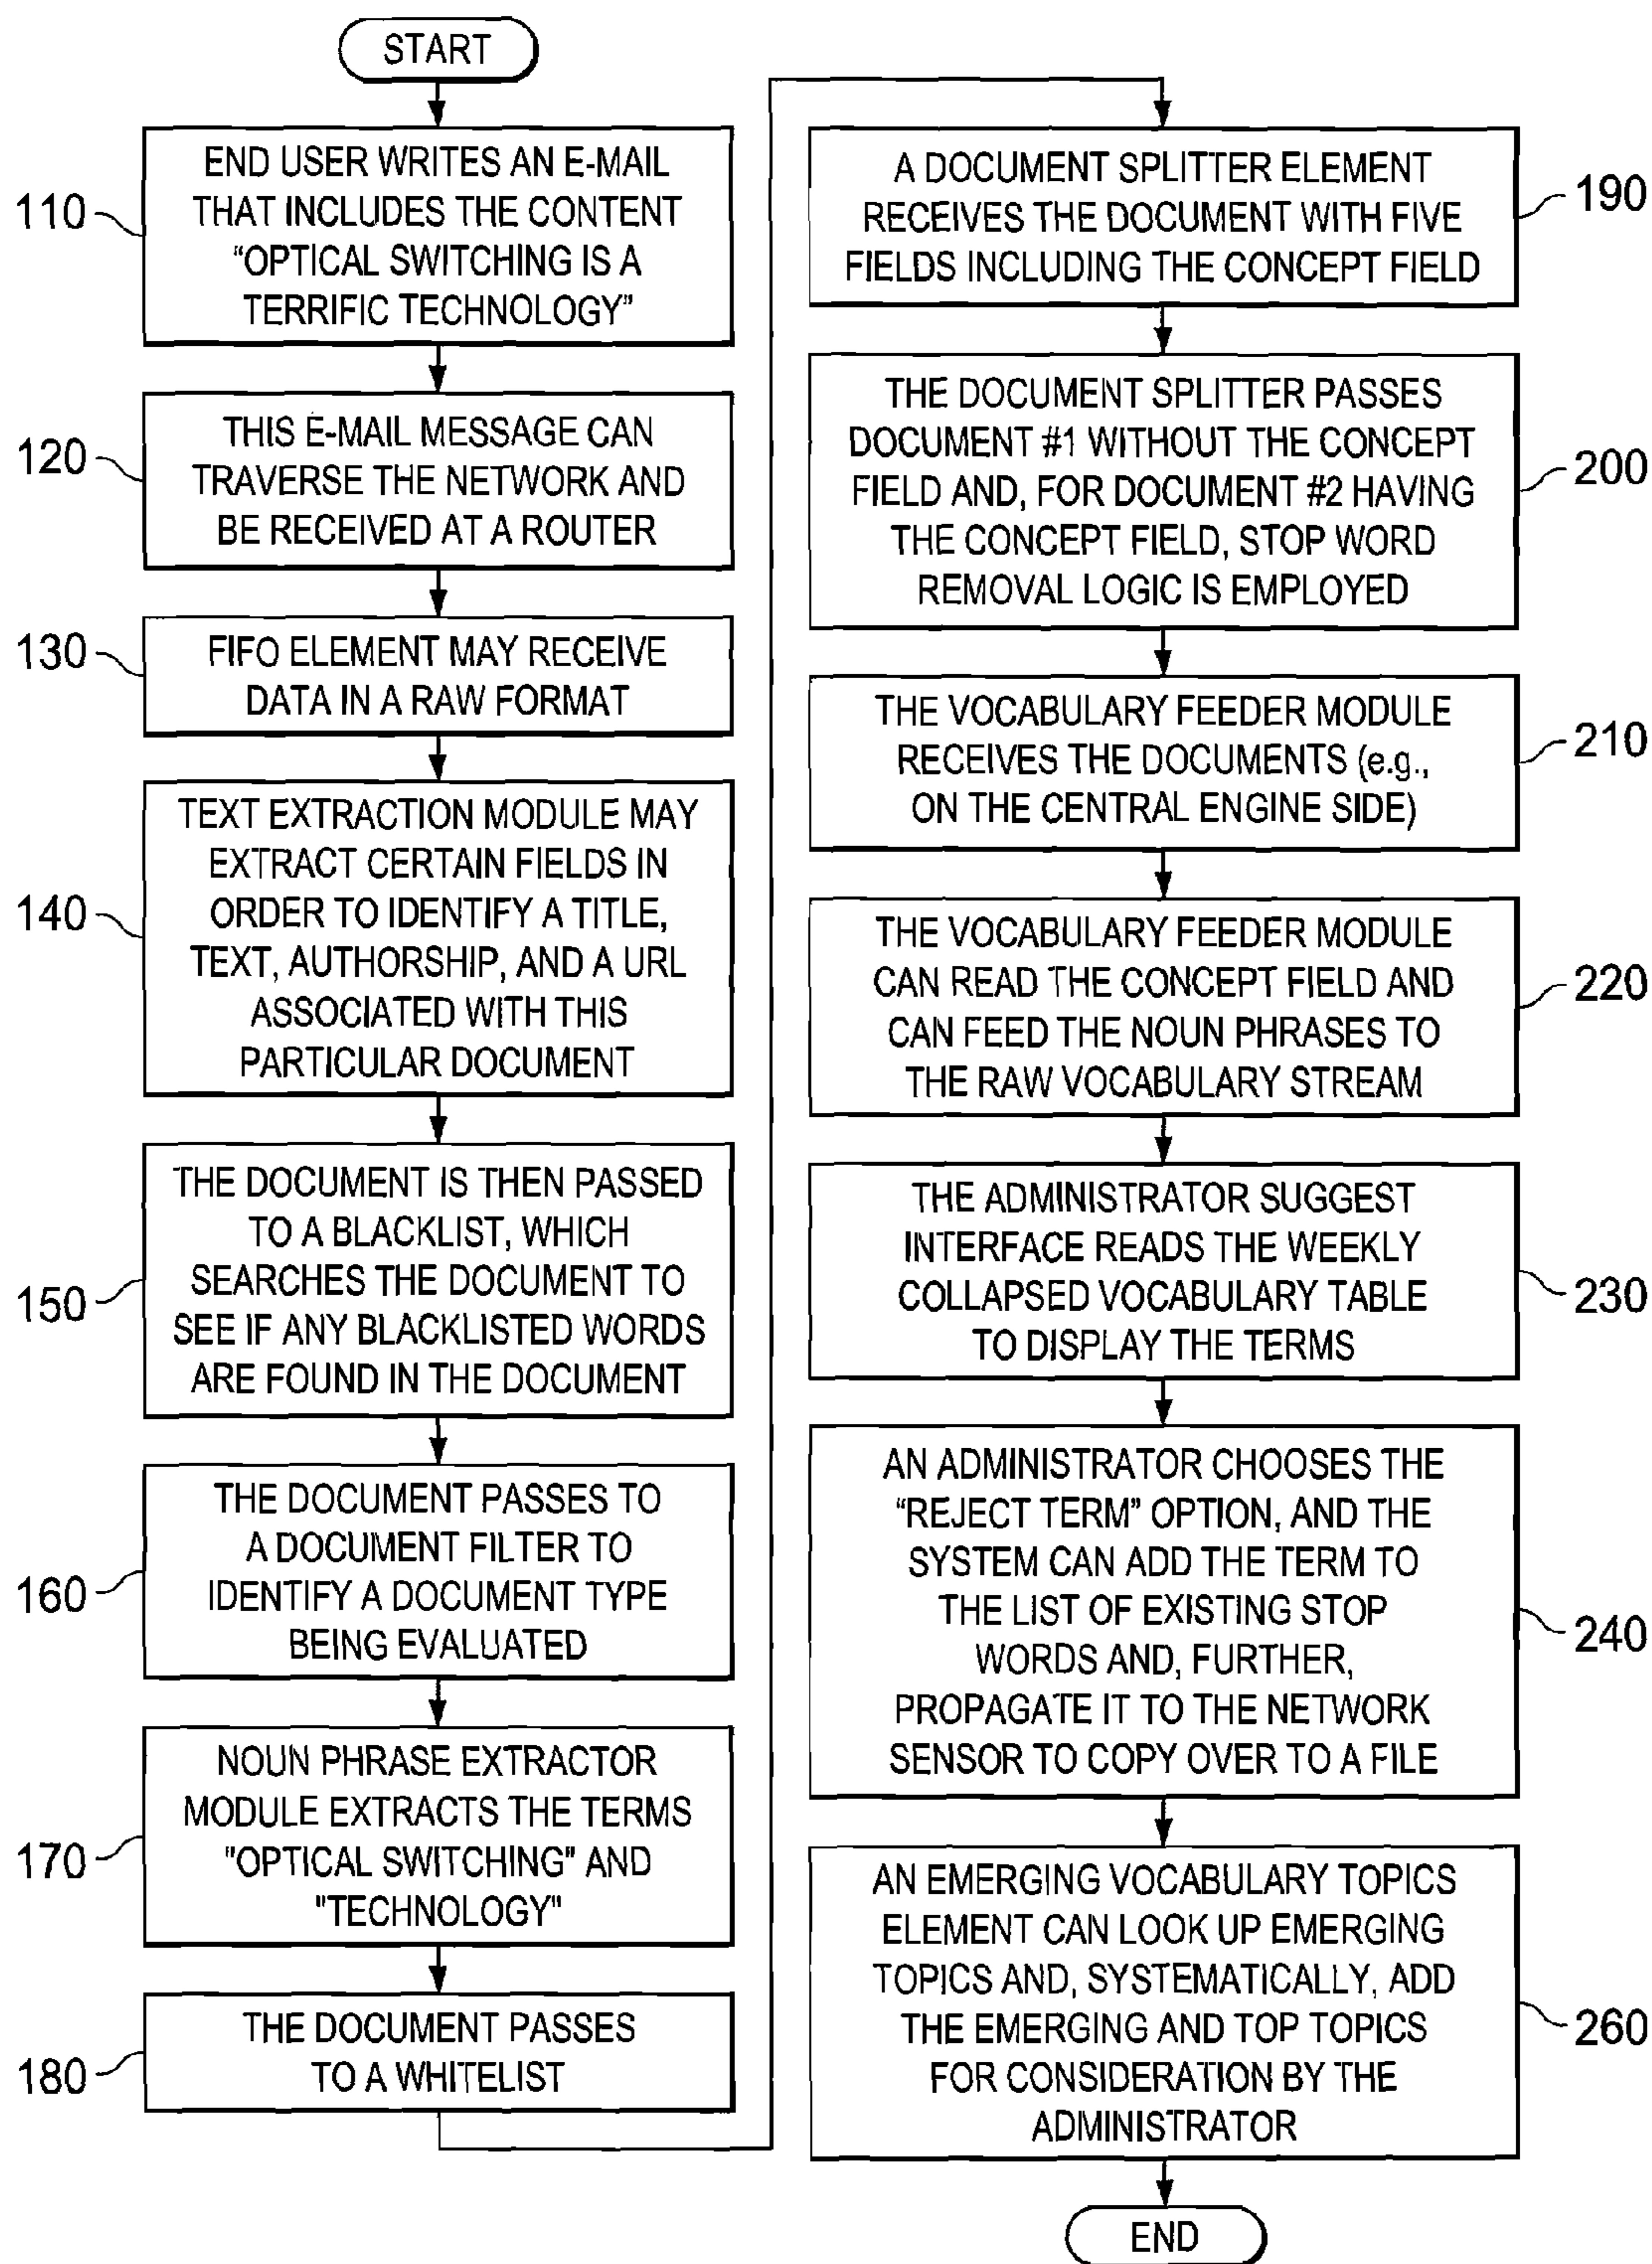 START
110
END USER WRITES AN E-MAIL
THAT INCLUDES THE CONTENT
“OPTICAL SWITCHING IS A
TERRIFIC TECHNOLOGY”
120
THIS E-MAIL MESSAGE CAN
TRAVERSE THE NETWORK AND
BE RECEIVED AT A ROUTER
130
FIFO ELEMENT MAY RECEIVE
DATA IN A RAW FORMAT
140
TEXT EXTRACTION MODULE MAY
EXTRACT CERTAIN FIELDS IN
ORDER TO IDENTIFY A TITLE,
TEXT, AUTHORSHIP, AND A URL
ASSOCIATED WITH THIS
PARTICULAR DOCUMENT
150
THE DOCUMENT IS THEN PASSED
TO A BLACKLIST, WHICH
SEARCHES THE DOCUMENT TO
SEE IF ANY BLACKLISTED WORDS
ARE FOUND IN THE DOCUMENT
160
THE DOCUMENT PASSES TO
A DOCUMENT FILTER TO
IDENTIFY A DOCUMENT TYPE
BEING EVALUATED
170
NOUN PHRASE EXTRACTOR
MODULE EXTRACTS THE TERMS
"OPTICAL SWITCHING" AND
"TECHNOLOGY"
180
THE DOCUMENT PASSES
TO A WHITELIST
190
A DOCUMENT SPLITTER ELEMENT
RECEIVES THE DOCUMENT WITH FIVE
FIELDS INCLUDING THE CONCEPT FIELD
200
THE DOCUMENT SPLITTER PASSES
DOCUMENT #1 WITHOUT THE CONCEPT
FIELD AND, FOR DOCUMENT #2 HAVING
THE CONCEPT FIELD, STOP WORD
REMOVAL LOGIC IS EMPLOYED
210
THE VOCABULARY FEEDER MODULE
RECEIVES THE DOCUMENTS (e.g.,
ON THE CENTRAL ENGINE SIDE)
220
THE VOCABULARY FEEDER MODULE
CAN READ THE CONCEPT FIELD AND
CAN FEED THE NOUN PHRASES TO
THE RAW VOCABULARY STREAM
230
THE ADMINISTRATOR SUGGEST
INTERFACE READS THE WEEKLY
COLLAPSED VOCABULARY TABLE
TO DISPLAY THE TERMS
240
AN ADMINISTRATOR CHOOSES THE
“REJECT TERM” OPTION, AND THE
SYSTEM CAN ADD THE TERM TO
THE LIST OF EXISTING STOP
WORDS AND, FURTHER,
PROPAGATE IT TO THE NETWORK
SENSOR TO COPY OVER TO A FILE
260
AN EMERGING VOCABULARY TOPICS
ELEMENT CAN LOOK UP EMERGING
TOPICS AND, SYSTEMATICALLY, ADD
THE EMERGING AND TOP TOPICS
FOR CONSIDERATION BY THE
ADMINISTRATOR
END